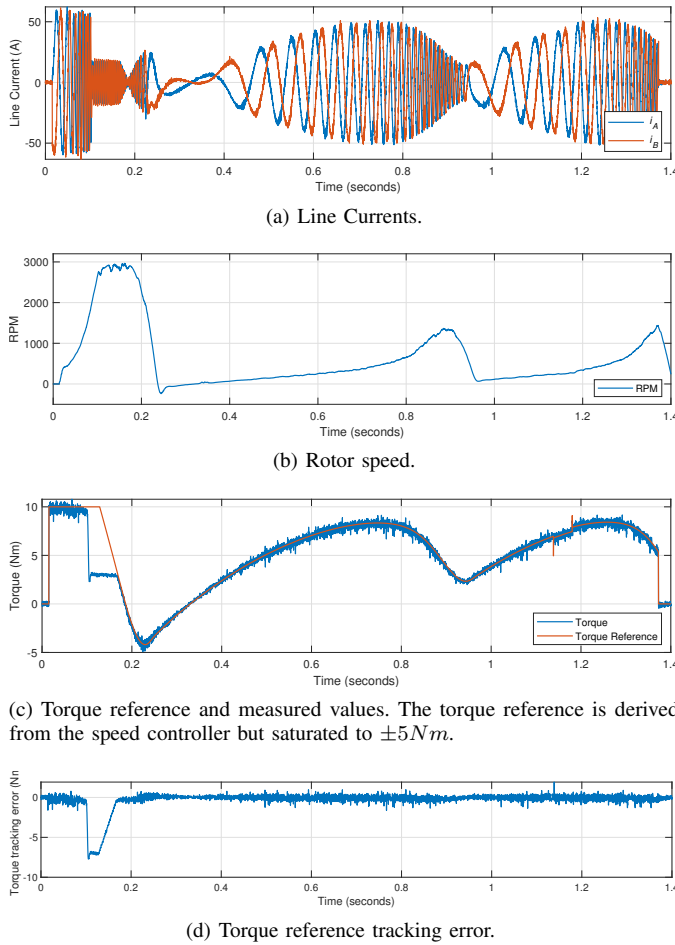 50
0
-50
Line Current (A)
i_A
i_B
0 0.2 0.4 0.6 0.8 1 1.2 1.4
Time (seconds)
(a) Line Currents.
3000
2000
1000
0
RPM
RPM
0 0.2 0.4 0.6 0.8 1 1.2 1.4
Time (seconds)
(b) Rotor speed.
10
5
0
-5
Torque (Nm)
Torque
Torque Reference
0 0.2 0.4 0.6 0.8 1 1.2 1.4
Time (seconds)
(c) Torque reference and measured values. The torque reference is derived
from the speed controller but saturated to ±5Nm.
0
-5
-10
Torque tracking error (Nm
0 0.2 0.4 0.6 0.8 1 1.2 1.4
Time (seconds)
(d) Torque reference tracking error.